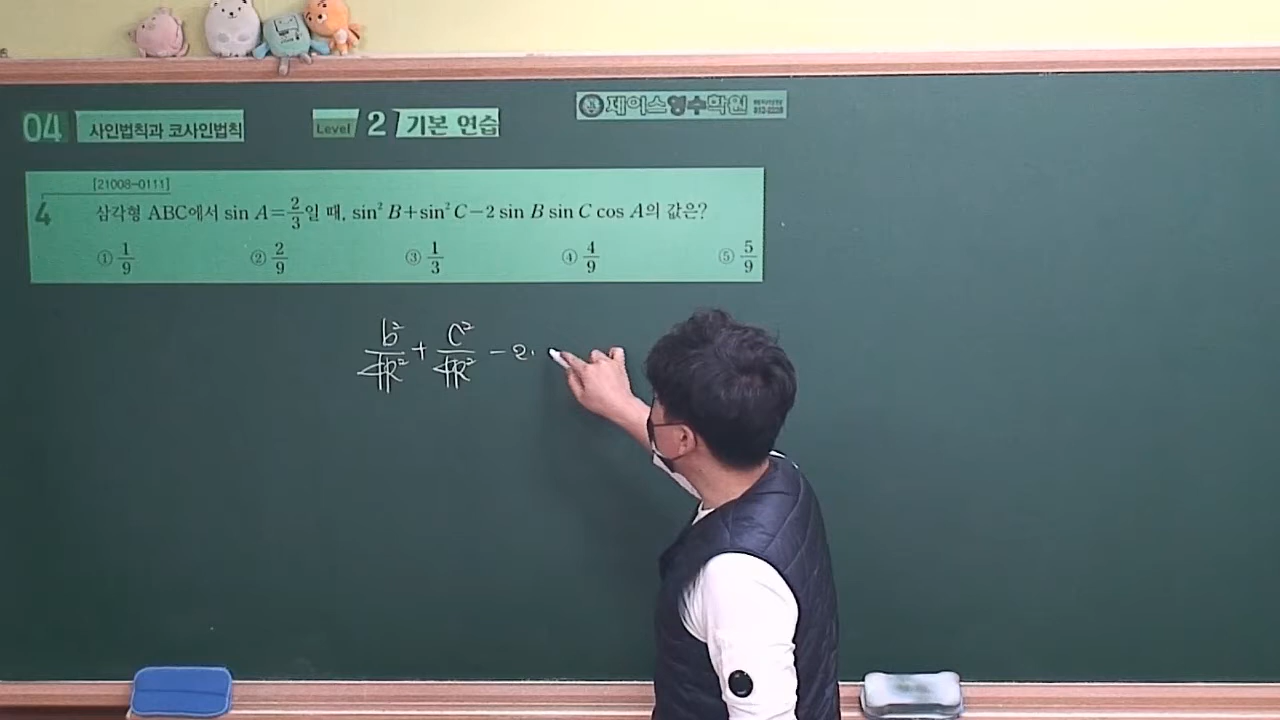 04 사인법칙과 코사인법칙 Level 2 기본 연습 제이스영수학원
[21008-0111]
4 삼각형 ABC에서 sin A=2/3일 때, sin² B+sin² C−2 sin B sin C cos A의 값은?
① 1/9 ② 2/9 ③ 1/3 ④ 4/9 ⑤ 5/9
b²/4R² + C²/4R² − 2·